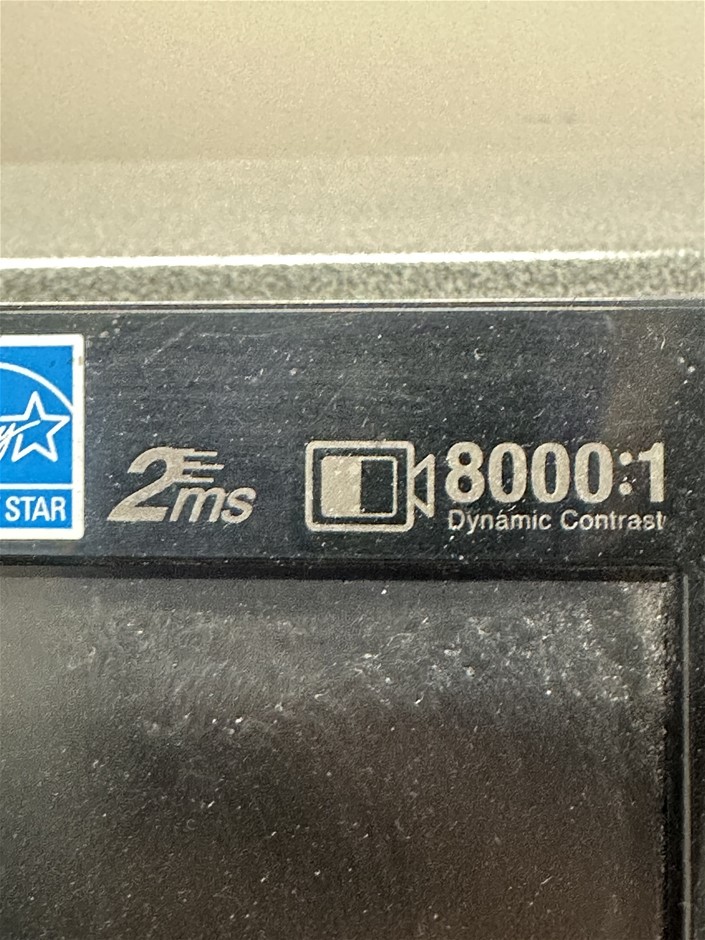 y
STAR
2ms
8000:1
Dynamic Contrast